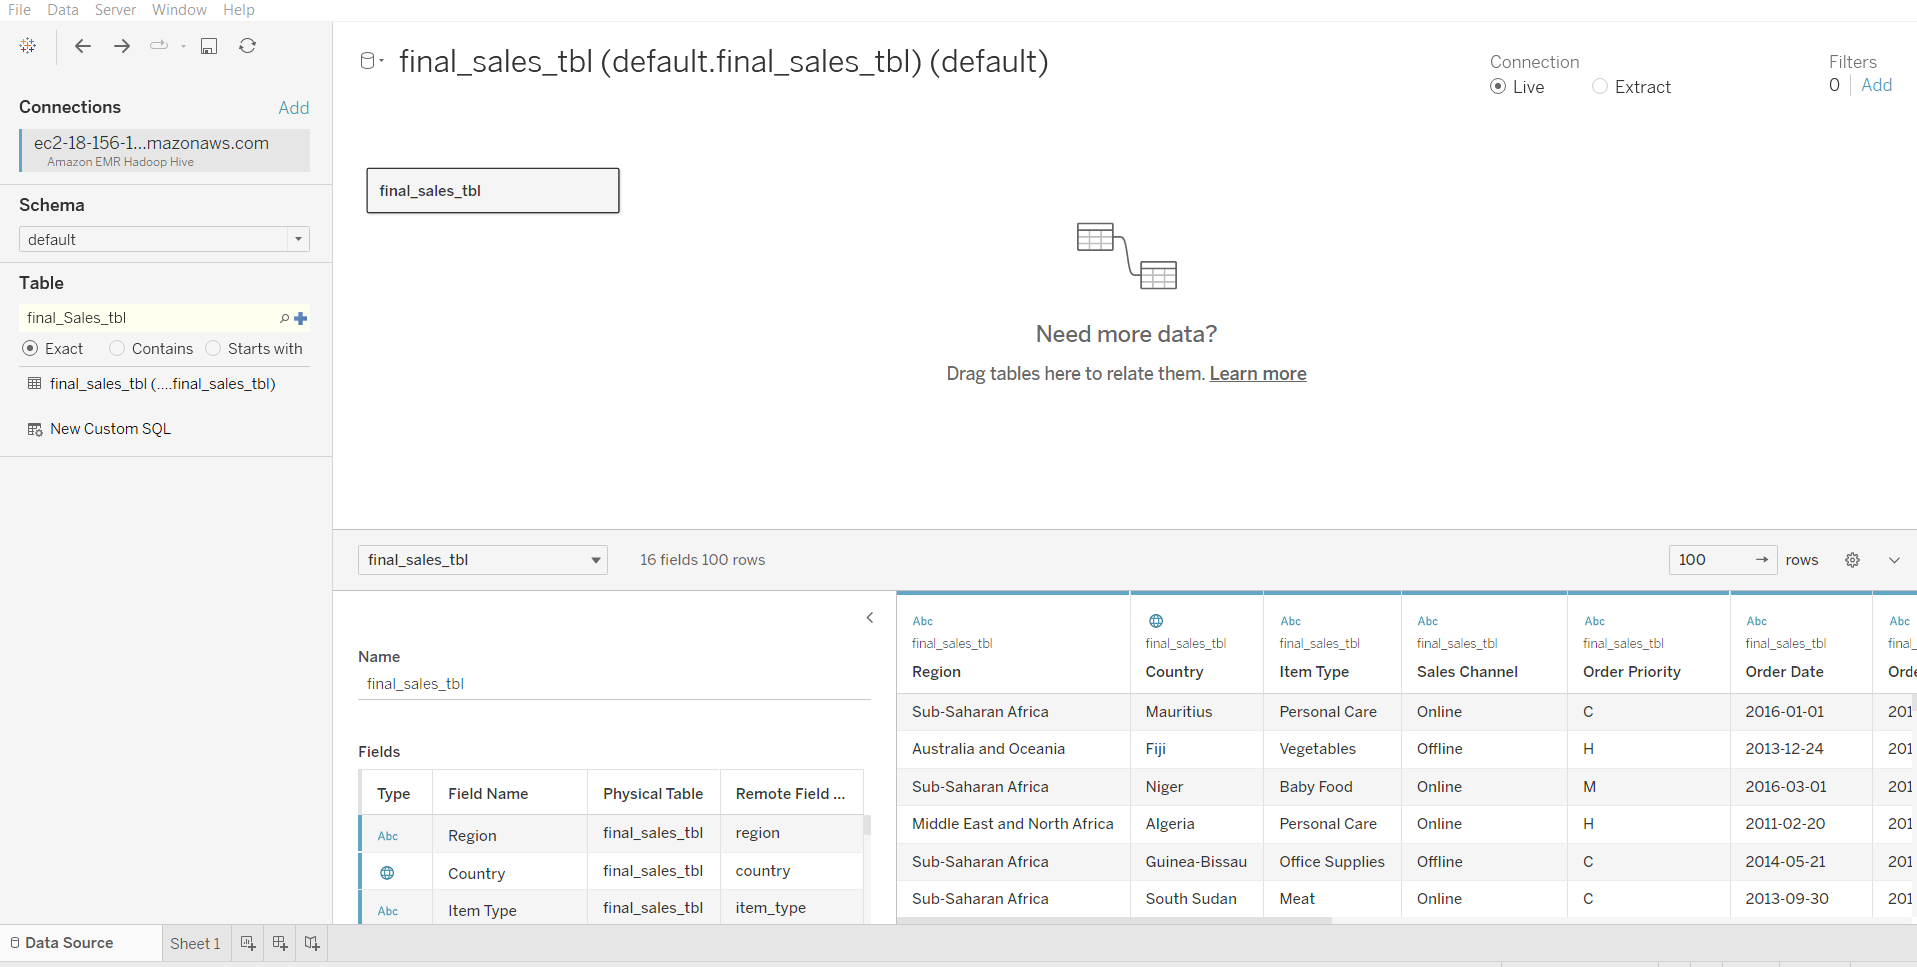 File Data Server Window Help
Connections Add
ec2-18-156-1...mazonaws.com
Amazon EMR Hadoop Hive
Schema
default
Table
final_Sales_tbl
Exact Contains Starts with
final_sales_tbl (....final_sales_tbl)
New Custom SQL
final_sales_tbl (default.final_sales_tbl) (default)
Connection
Live Extract
Filters
0 Add
final_sales_tbl
Need more data?
Drag tables here to relate them. Learn more
final_sales_tbl 16 fields 100 rows 100 rows
Name
final_sales_tbl
Fields
Type Field Name Physical Table Remote Field ...
Abc Region final_sales_tbl region
Country final_sales_tbl country
Abc Item Type final_sales_tbl item_type
Abc Abc Abc Abc Abc Abc
final_sales_tbl final_sales_tbl final_sales_tbl final_sales_tbl final_sales_tbl final_sales_tbl final_
Region Country Item Type Sales Channel Order Priority Order Date Orde
Sub-Saharan Africa Mauritius Personal Care Online C 2016-01-01 201
Australia and Oceania Fiji Vegetables Offline H 2013-12-24 201
Sub-Saharan Africa Niger Baby Food Online M 2016-03-01 201
Middle East and North Africa Algeria Personal Care Online H 2011-02-20 201
Sub-Saharan Africa Guinea-Bissau Office Supplies Offline C 2014-05-21 201
Sub-Saharan Africa South Sudan Meat Online C 2013-09-30 201
Data Source Sheet 1